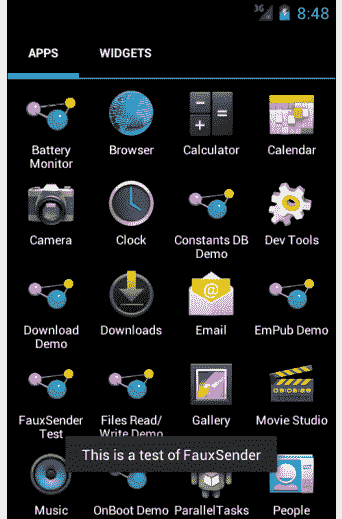 3G 8:48
APPS WIDGETS
Battery Browser Calculator Calendar
Monitor
Camera Clock Constants DB Dev Tools
Demo
Download Downloads Email EmPub Demo
Demo
FauxSender Files Read/ Gallery Movie Studio
Test Write Demo
This is a test of FauxSender
Music OnBoot Demo ParallelTasks People